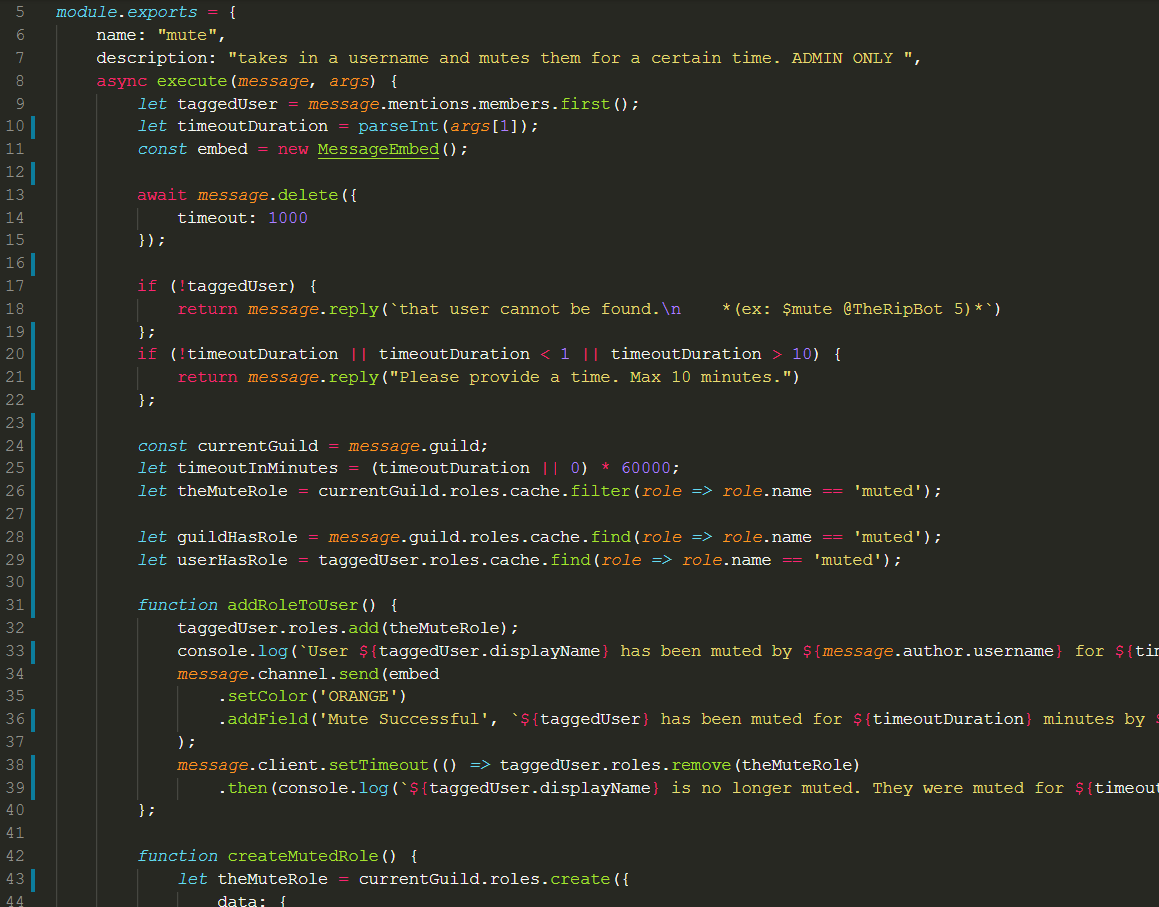 5 module.exports = {
6 name: "mute",
7 description: "takes in a username and mutes them for a certain time. ADMIN ONLY ",
8 async execute(message, args) {
9 let taggedUser = message.mentions.members.first();
10 let timeoutDuration = parseInt(args[1]);
11 const embed = new MessageEmbed();
12
13 await message.delete({
14 timeout: 1000
15 });
16
17 if (!taggedUser) {
18 return message.reply(`that user cannot be found.\n    *(ex: $mute @TheRipBot 5)*`)
19 };
20 if (!timeoutDuration || timeoutDuration < 1 || timeoutDuration > 10) {
21 return message.reply("Please provide a time. Max 10 minutes.")
22 };
23
24 const currentGuild = message.guild;
25 let timeoutInMinutes = (timeoutDuration || 0) * 60000;
26 let theMuteRole = currentGuild.roles.cache.filter(role => role.name == 'muted');
27
28 let guildHasRole = message.guild.roles.cache.find(role => role.name == 'muted');
29 let userHasRole = taggedUser.roles.cache.find(role => role.name == 'muted');
30
31 function addRoleToUser() {
32 taggedUser.roles.add(theMuteRole);
33 console.log(`User ${taggedUser.displayName} has been muted by ${message.author.username} for ${tim
34 message.channel.send(embed
35 .setColor('ORANGE')
36 .addField('Mute Successful', `${taggedUser} has been muted for ${timeoutDuration} minutes by $
37 );
38 message.client.setTimeout(() => taggedUser.roles.remove(theMuteRole)
39 .then(console.log(`${taggedUser.displayName} is no longer muted. They were muted for ${timeout
40 };
41
42 function createMutedRole() {
43 let theMuteRole = currentGuild.roles.create({
44 data: {